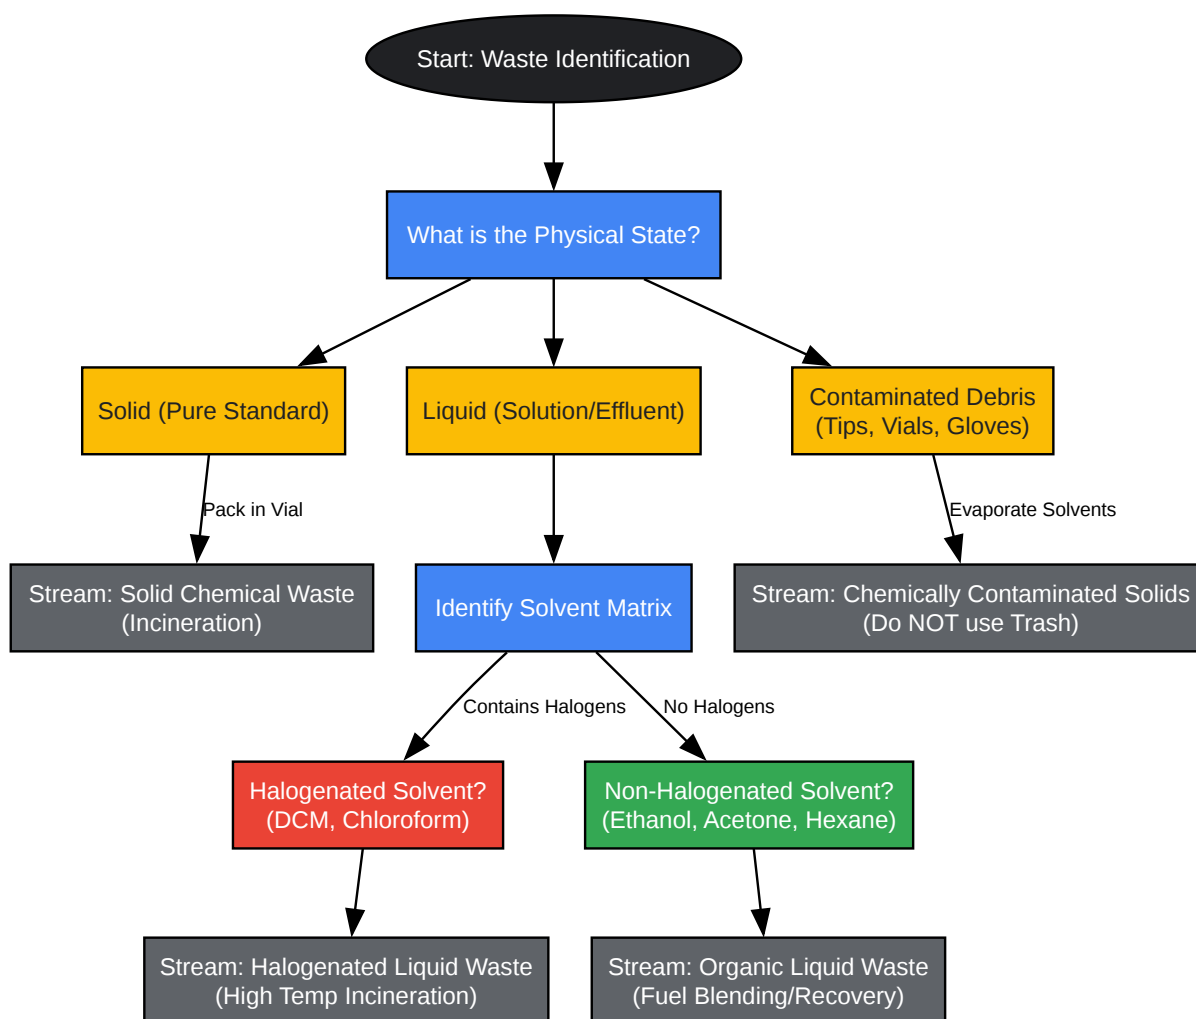 Start: Waste Identification
What is the Physical State?
Solid (Pure Standard)
Liquid (Solution/Effluent)
Contaminated Debris
(Tips, Vials, Gloves)
Pack in Vial
Evaporate Solvents
Stream: Solid Chemical Waste
(Incineration)
Identify Solvent Matrix
Stream: Chemically Contaminated Solids
(Do NOT use Trash)
Contains Halogens
No Halogens
Halogenated Solvent?
(DCM, Chloroform)
Non-Halogenated Solvent?
(Ethanol, Acetone, Hexane)
Stream: Halogenated Liquid Waste
(High Temp Incineration)
Stream: Organic Liquid Waste
(Fuel Blending/Recovery)